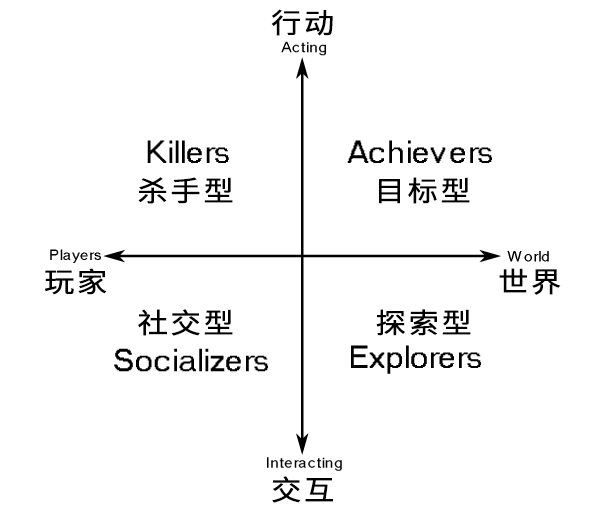 行动
Acting
Killers
杀手型
Achievers
目标型
Players
玩家
World
世界
社交型
Socializers
探索型
Explorers
Interacting
交互